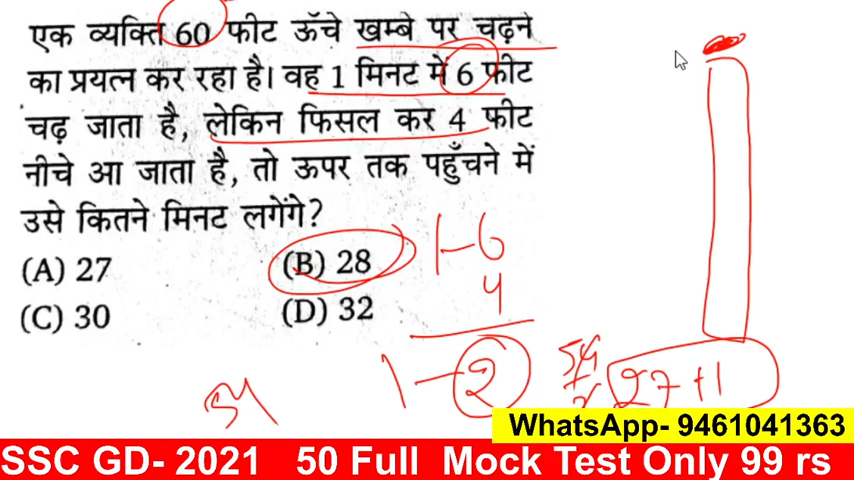 एक व्यक्ति 60 फीट ऊँचे खम्बे पर चढ़ने
का प्रयत्न कर रहा है। वह 1 मिनट में 6 फीट
चढ़ जाता है, लेकिन फिसल कर 4 फीट
नीचे आ जाता है, तो ऊपर तक पहुँचने में
उसे कितने मिनट लगेंगे?
(A) 27 (B) 28
(C) 30 (D) 32
1-6
4
1-2
54
27+1
54
WhatsApp- 9461041363
SSC GD- 2021 50 Full Mock Test Only 99 rs